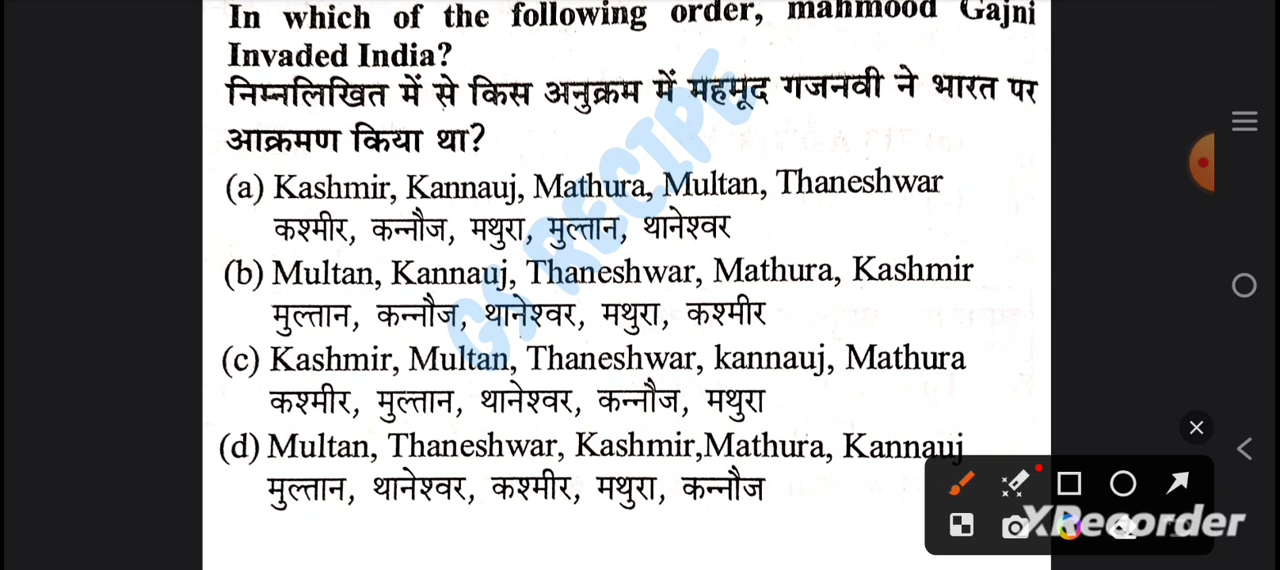 In which of the following order, mahmood Gajni
Invaded India?
निम्नलिखित में से किस अनुक्रम में महमूद गजनवी ने भारत पर
आक्रमण किया था?
(a) Kashmir, Kannauj, Mathura, Multan, Thaneshwar
कश्मीर, कन्नौज, मथुरा, मुल्तान, थानेश्वर
(b) Multan, Kannauj, Thaneshwar, Mathura, Kashmir
मुल्तान, कन्नौज, थानेश्वर, मथुरा, कश्मीर
(c) Kashmir, Multan, Thaneshwar, kannauj, Mathura
कश्मीर, मुल्तान, थानेश्वर, कन्नौज, मथुरा
(d) Multan, Thaneshwar, Kashmir,Mathura, Kannauj
मुल्तान, थानेश्वर, कश्मीर, मथुरा, कन्नौज
GS RECIPE
XRecorder